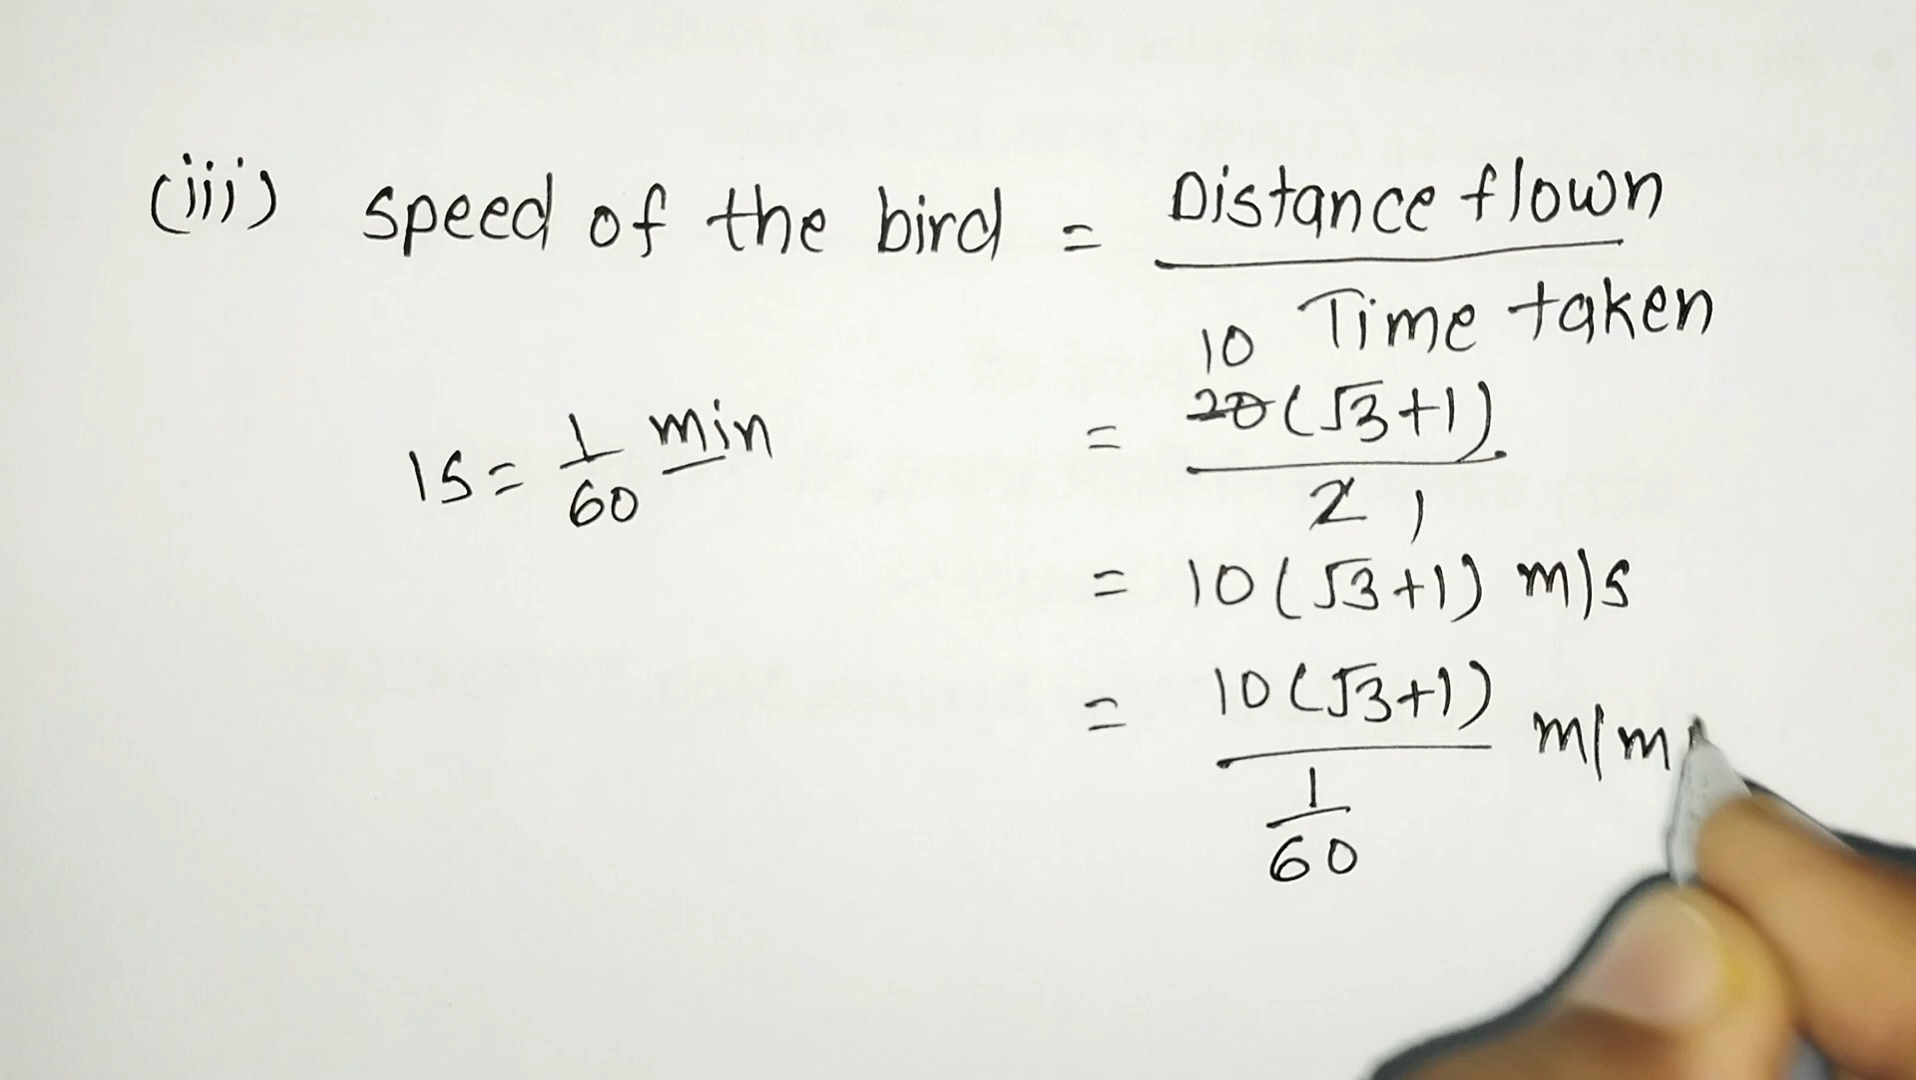 (iii) speed of the bird = Distance flown / Time taken
1s = 1/60 min
10
= 20(√3+1) / 2 1
= 10(√3+1) m/s
= 10(√3+1) / 1/60 m/m